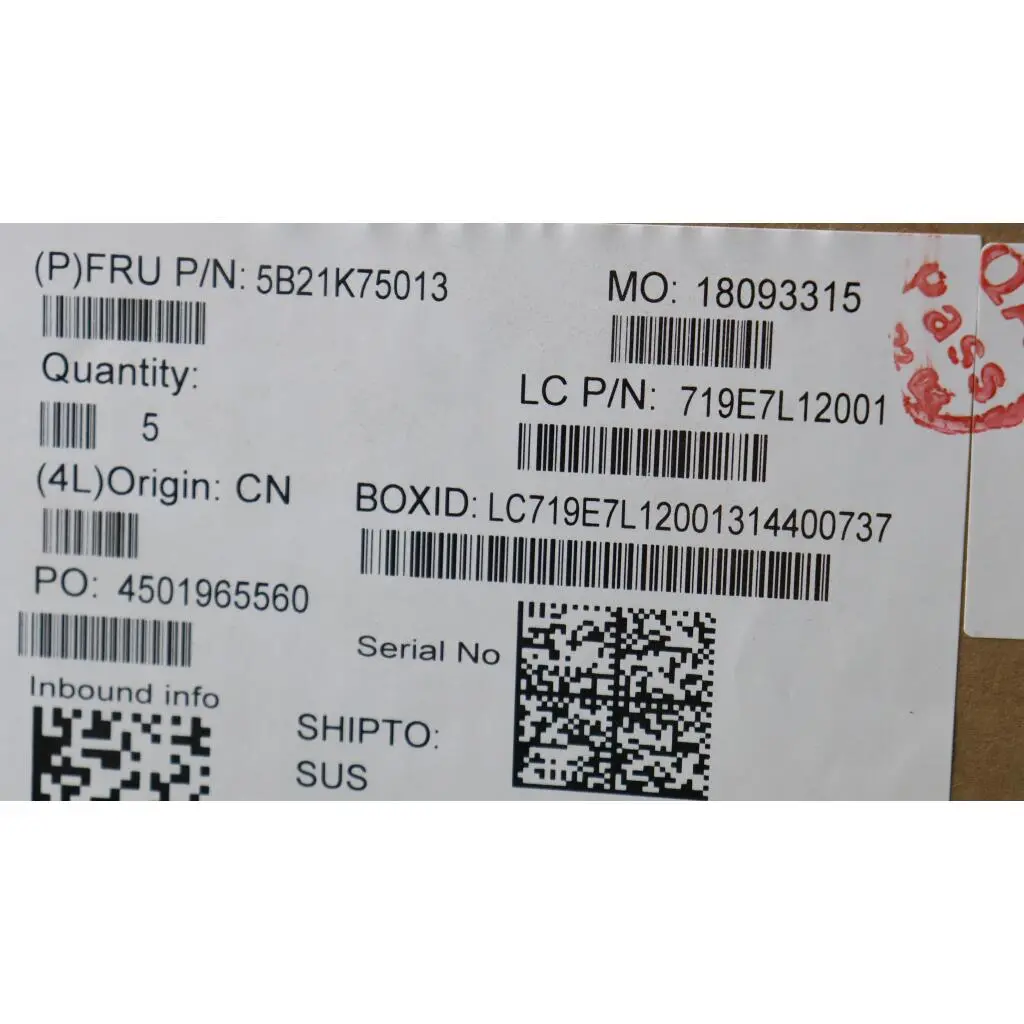 (P)FRU P/N: 5B21K75013
MO: 18093315
Quantity:
5
LC P/N: 719E7L12001
(4L)Origin: CN
BOXID: LC719E7L12001314400737
PO: 4501965560
Serial No
Inbound info
SHIPTO:
SUS
Pass